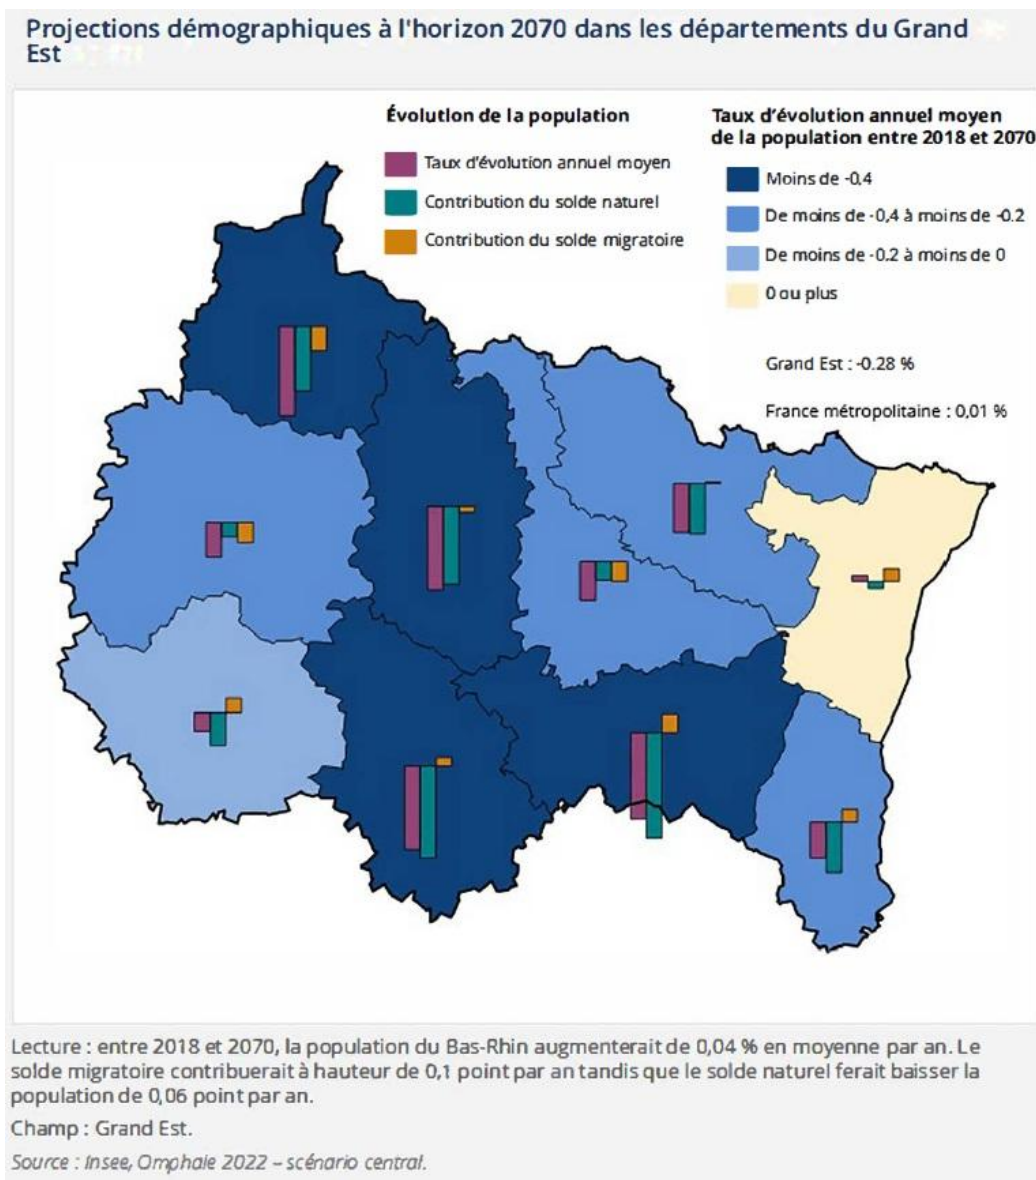 Projections démographiques à l'horizon 2070 dans les départements du Grand
Est
Évolution de la population
Taux d'évolution annuel moyen
Contribution du solde naturel
Contribution du solde migratoire
Taux d'évolution annuel moyen
de la population entre 2018 et 2070
Moins de -0,4
De moins de -0,4 à moins de -0.2
De moins de -0.2 à moins de 0
0 ou plus
Grand Est : -0.28 %
France métropolitaine : 0,01 %
Lecture : entre 2018 et 2070, la population du Bas-Rhin augmenterait de 0,04 % en moyenne par an. Le
solde migratoire contribuerait à hauteur de 0,1 point par an tandis que le solde naturel ferait baisser la
population de 0,06 point par an.
Champ : Grand Est.
Source : Insee, Omphale 2022 – scénario central.